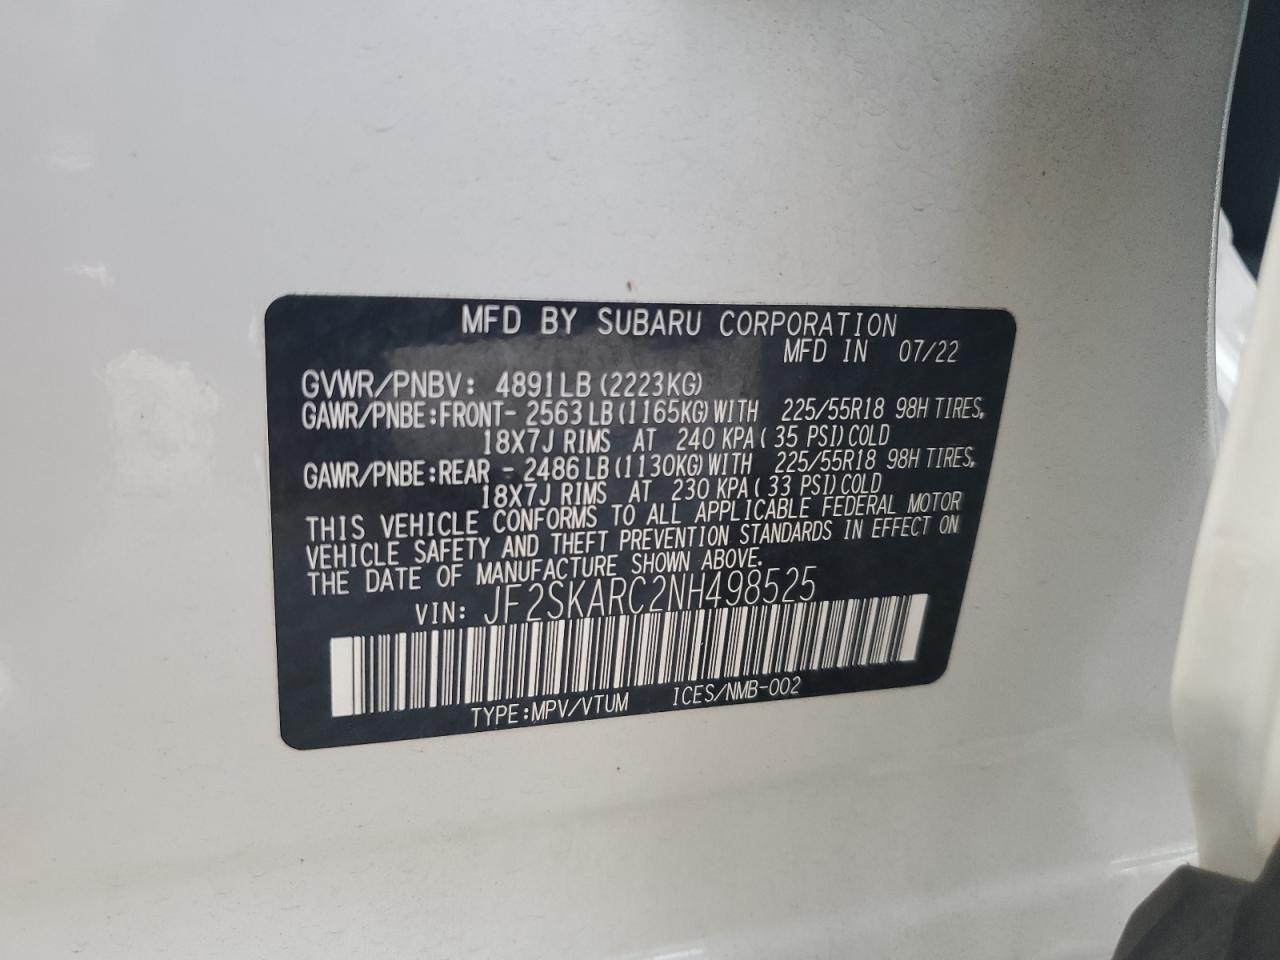 MFD BY SUBARU CORPORATION
MFD IN 07/22
GVWR/PNBV: 4891LB (2223KG)
GAWR/PNBE:FRONT- 2563LB (1165KG) WITH 225/55R18 98H TIRES,
18X7J RIMS AT 240 KPA ( 35 PSI) COLD
GAWR/PNBE:REAR - 2486LB (1130KG) WITH 225/55R18 98H TIRES,
18X7J RIMS AT 230 KPA ( 33 PSI) COLD
THIS VEHICLE CONFORMS TO ALL APPLICABLE FEDERAL MOTOR
VEHICLE SAFETY AND THEFT PREVENTION STANDARDS IN EFFECT ON
THE DATE OF MANUFACTURE SHOWN ABOVE.
VIN: JF2SKARC2NH498525
TYPE:MPV/VTUM ICES/NMB-002